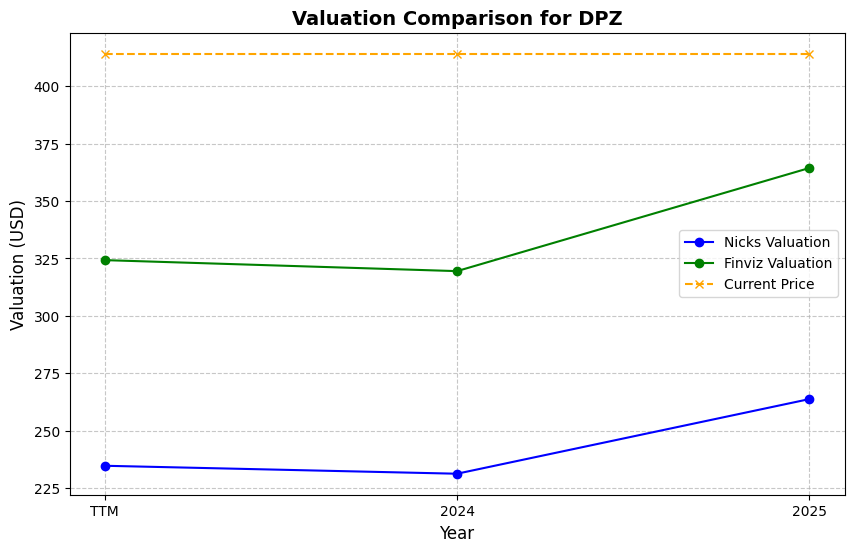 Valuation Comparison for DPZ
Valuation (USD)
400
375
350
325
300
275
250
225
Nicks Valuation
Finviz Valuation
Current Price
TTM
2024
2025
Year